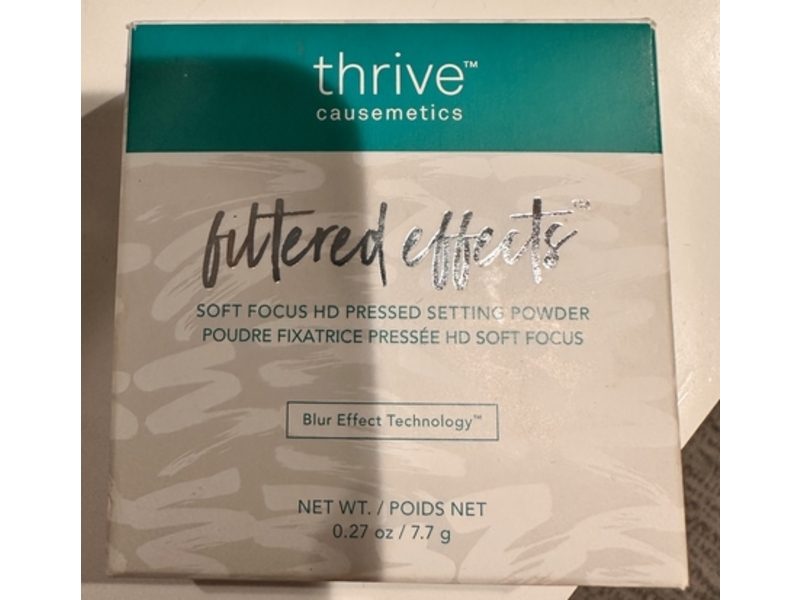 thrive™
causemetics
filtered effects™
SOFT FOCUS HD PRESSED SETTING POWDER
POUDRE FIXATRICE PRESSÉE HD SOFT FOCUS
Blur Effect Technology™
NET WT. / POIDS NET
0.27 oz / 7.7 g